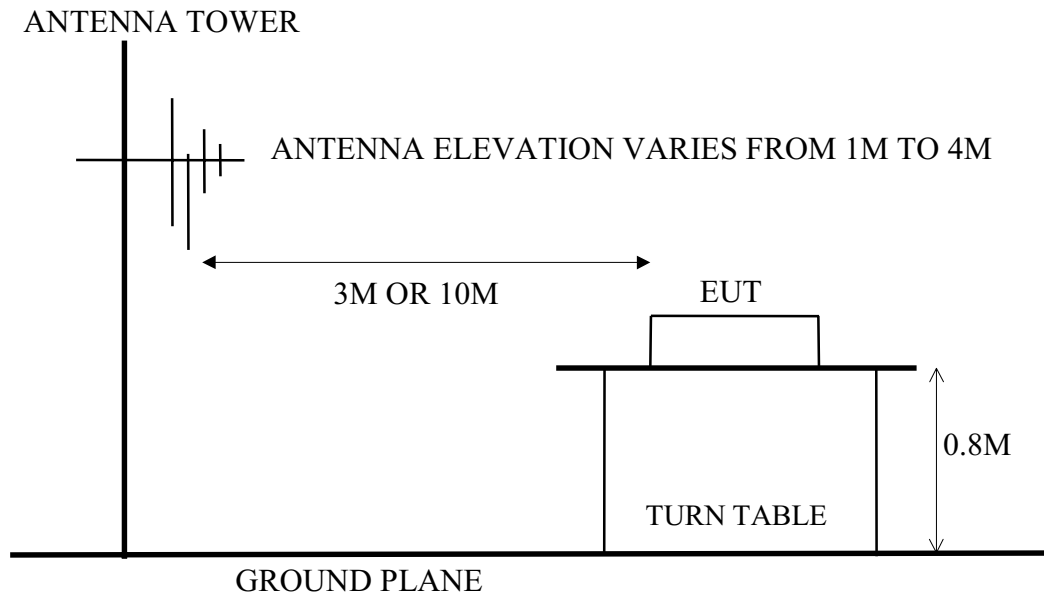 ANTENNA TOWER
ANTENNA ELEVATION VARIES FROM 1M TO 4M
3M OR 10M
EUT
0.8M
TURN TABLE
GROUND PLANE